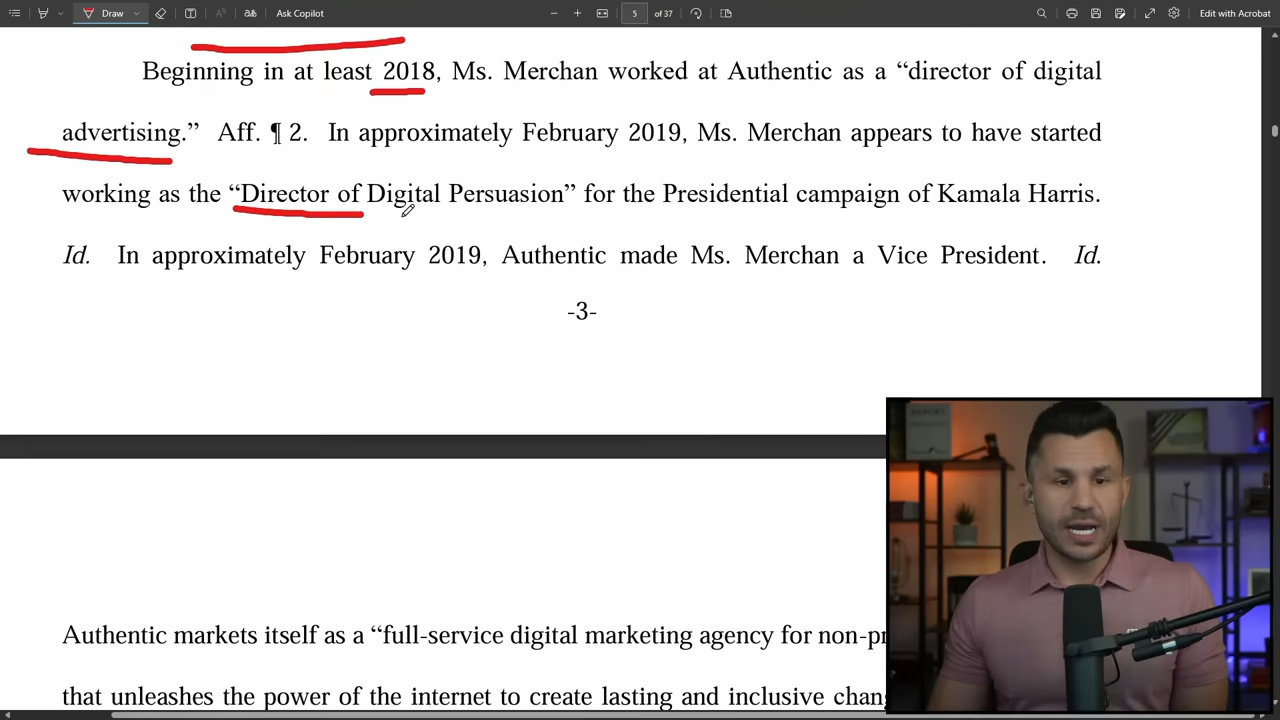 Draw
Ask Copilot
5 of 37
Edit with Acrobat
Beginning in at least 2018, Ms. Merchan worked at Authentic as a “director of digital
advertising.” Aff. ¶ 2. In approximately February 2019, Ms. Merchan appears to have started
working as the “Director of Digital Persuasion” for the Presidential campaign of Kamala Harris.
Id. In approximately February 2019, Authentic made Ms. Merchan a Vice President. Id.
-3-
Authentic markets itself as a “full-service digital marketing agency for non-pr
that unleashes the power of the internet to create lasting and inclusive chan